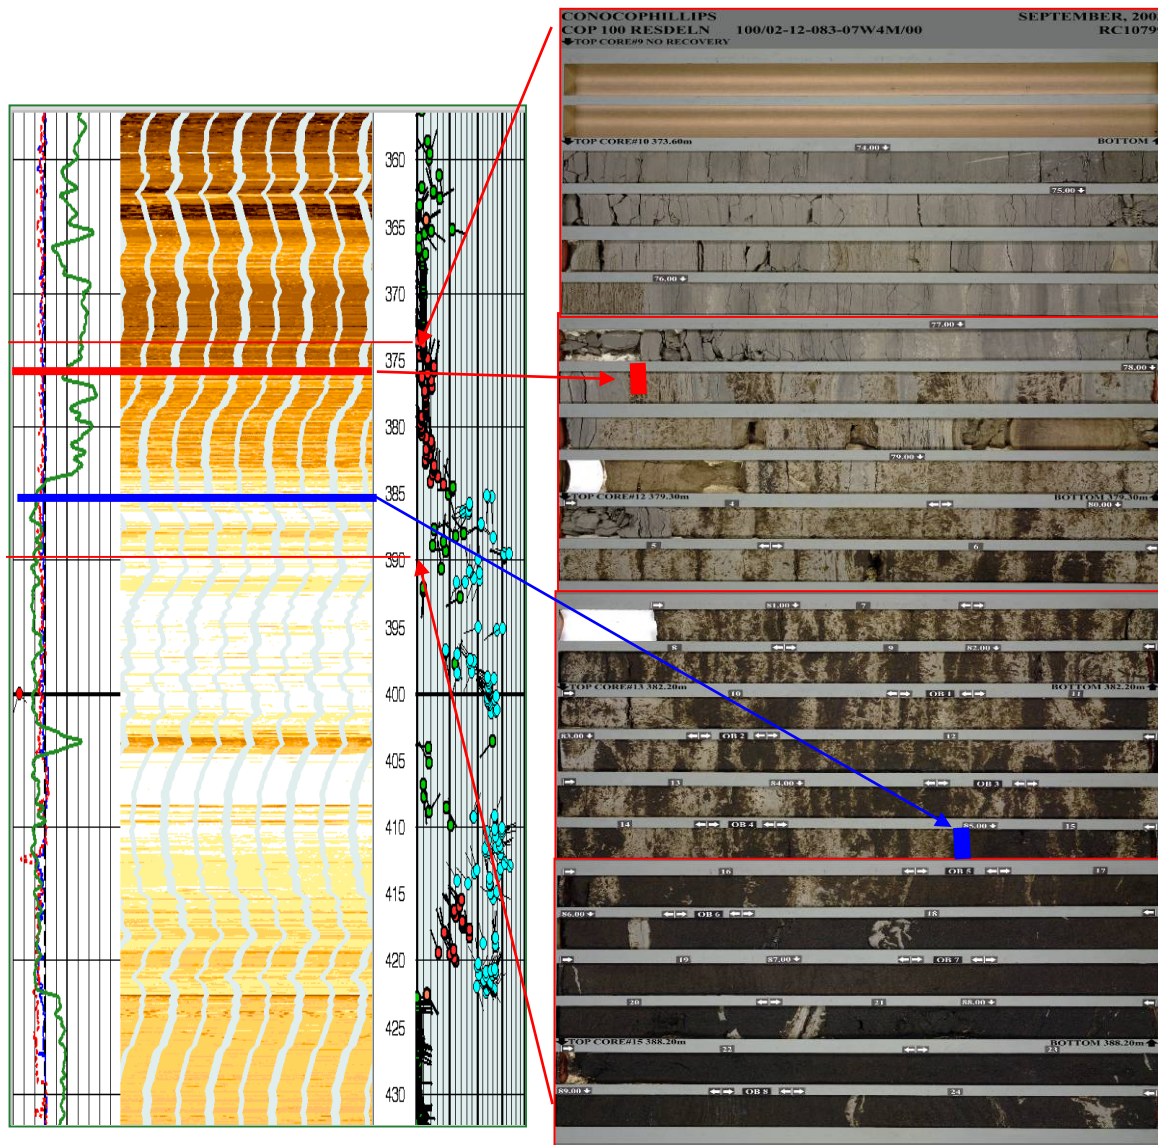 CONOCOPHILLIPS SEPTEMBER, 200
COP 100 RESDELN 100/02-12-083-07W4M/00 RC10799
TOP CORE#9 NO RECOVERY
TOP CORE#10 373.60m BOTTOM
74.00
75.00
76.00
77.00
78.00
79.00
TOP CORE#12 379.30m BOTTOM 379.30m
4 80.00
5 6
81.00 7
8 9 82.00
TOP CORE#13 382.20m BOTTOM 382.20m
10 OB 1 11
83.00 OB 2 12
13 84.00 OB 3
14 OB 4 85.00 15
16 OB 5 17
86.00 OB 6 18
19 87.00 OB 7
20 21 88.00
TOP CORE#15 388.20m BOTTOM 388.20m
22 23
89.00 OB 8 24
360
365
370
375
380
385
390
395
400
405
410
415
420
425
430